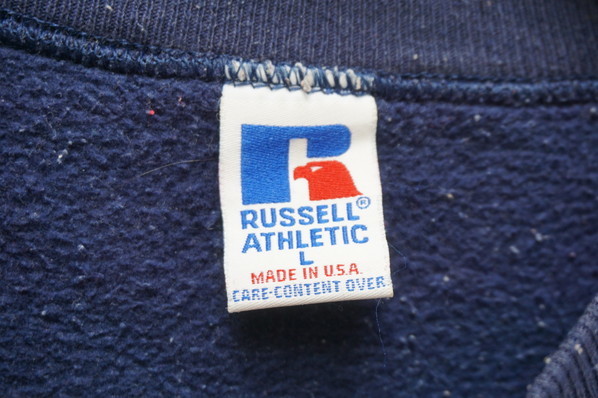 R
RUSSELL®
ATHLETIC
L
MADE IN U.S.A.
CARE-CONTENT OVER